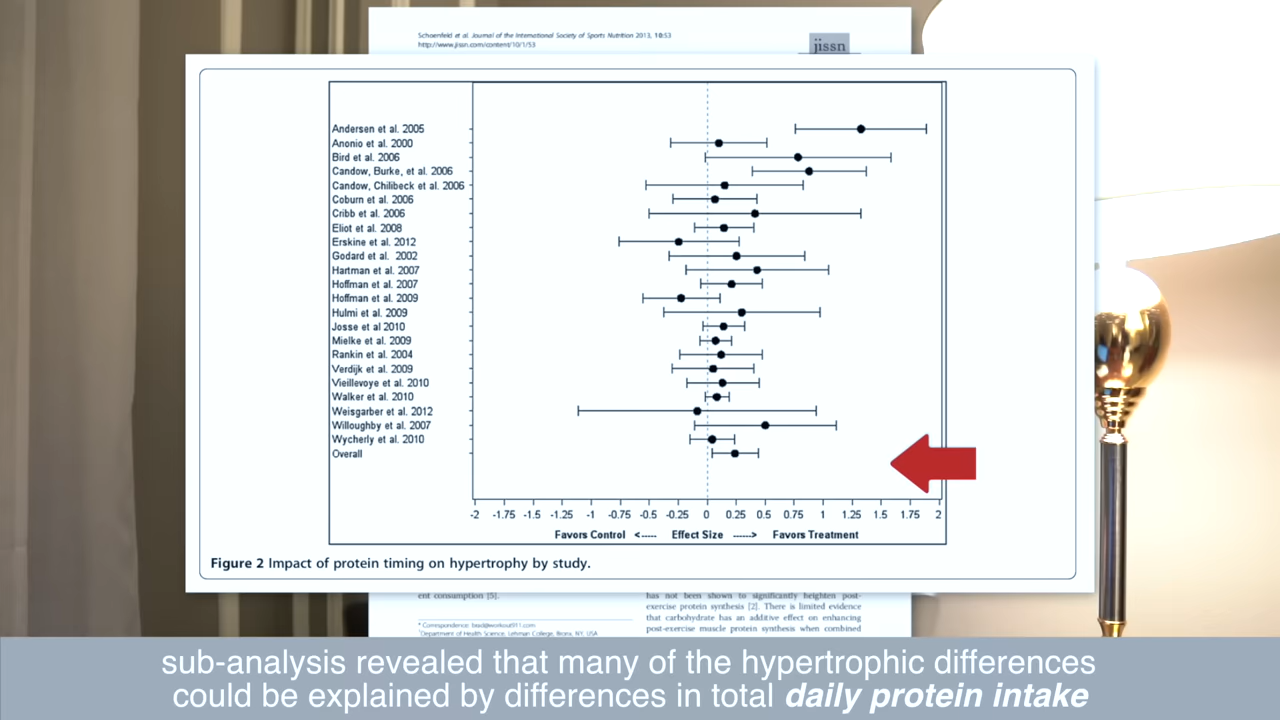 Schoenfeld et al. Journal of the International Society of Sports Nutrition 2013, 10:53
http://www.jissn.com/content/10/1/53
jissn
Andersen et al. 2005
Anonio et al. 2000
Bird et al. 2006
Candow, Burke, et al. 2006
Candow, Chilibeck et al. 2006
Coburn et al. 2006
Cribb et al. 2006
Eliot et al. 2008
Erskine et al. 2012
Godard et al. 2002
Hartman et al. 2007
Hoffman et al. 2007
Hoffman et al. 2009
Hulmi et al. 2009
Josse et al 2010
Mielke et al. 2009
Rankin et al. 2004
Verdijk et al. 2009
Vieillevoye et al. 2010
Walker et al. 2010
Weisgarber et al. 2012
Willoughby et al. 2007
Wycherly et al. 2010
Overall
-2 -1.75 -1.5 -1.25 -1 -0.75 -0.5 -0.25 0 0.25 0.5 0.75 1 1.25 1.5 1.75 2
Favors Control <----- Effect Size -----> Favors Treatment
Figure 2 Impact of protein timing on hypertrophy by study.
ent consumption [5].
* Correspondence: brad@workout911.com
Department of Health Science, Lehman College, Bronx, NY, USA
has not been shown to significantly heighten post-
exercise protein synthesis [2]. There is limited evidence
that carbohydrate has an additive effect on enhancing
post-exercise muscle protein synthesis when combined
sub-analysis revealed that many of the hypertrophic differences
could be explained by differences in total daily protein intake